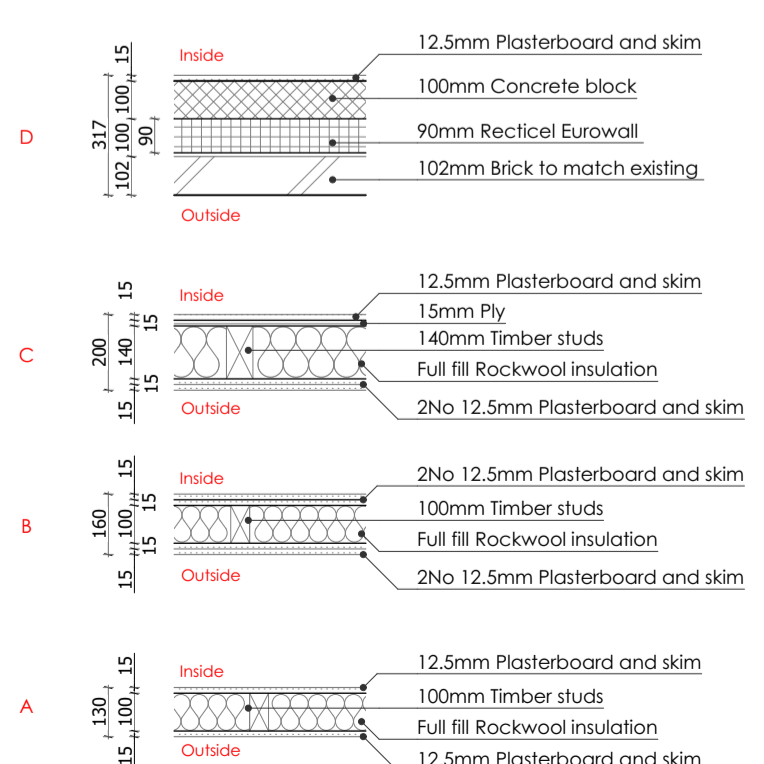 Inside
12.5mm Plasterboard and skim
15
100mm Concrete block
100
D
317
100
90
90mm Recticel Eurowall
102
102mm Brick to match existing
Outside
12.5mm Plasterboard and skim
15
Inside
15mm Ply
15
C
200
140
140mm Timber studs
Full fill Rockwool insulation
15
15
Outside
2No 12.5mm Plasterboard and skim
15
Inside
2No 12.5mm Plasterboard and skim
15
B
160
100
100mm Timber studs
Full fill Rockwool insulation
15
15
Outside
2No 12.5mm Plasterboard and skim
15
Inside
12.5mm Plasterboard and skim
A
130
100
100mm Timber studs
Full fill Rockwool insulation
15
Outside
12.5mm Plasterboard and skim